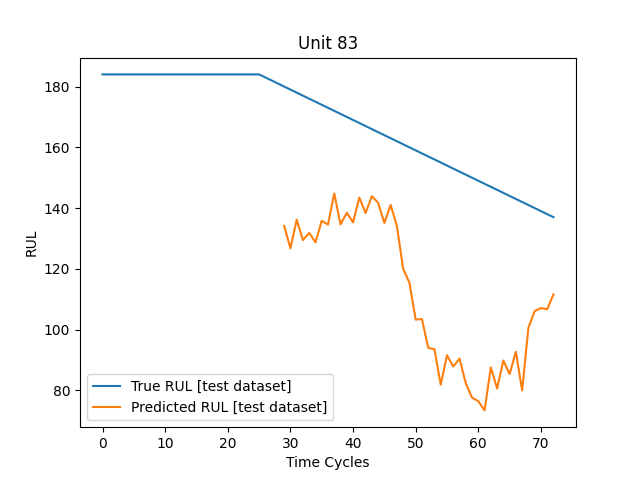 Unit 83
RUL
180
160
140
120
100
80
True RUL [test dataset]
Predicted RUL [test dataset]
0 10 20 30 40 50 60 70
Time Cycles